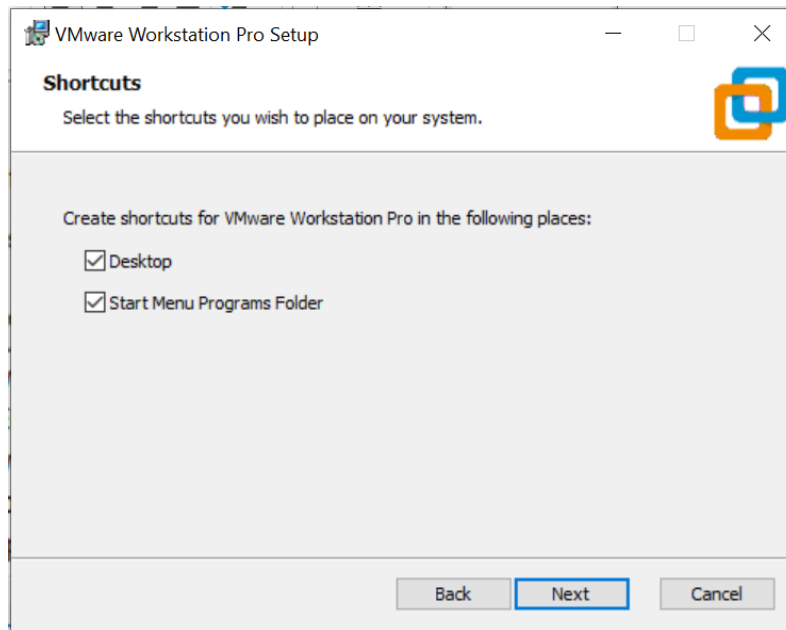 VMware Workstation Pro Setup
Shortcuts
Select the shortcuts you wish to place on your system.
Create shortcuts for VMware Workstation Pro in the following places:
Desktop
Start Menu Programs Folder
Back Next Cancel